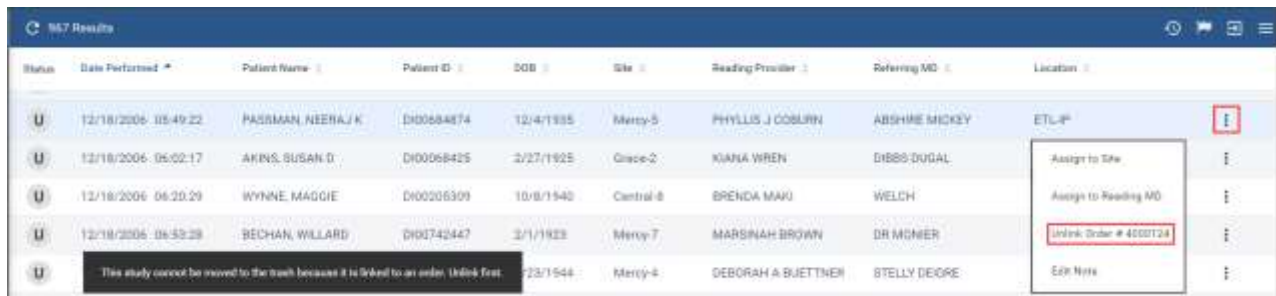 967 Results
Status Date Performed Patient Name Patient ID DOB Site Reading Provider Referring MD Location
U 12/18/2006 05:49:22 PASSMAN, NEERAJ K DI00684874 12/4/1935 Mercy-5 PHYLLIS J COBURN ABSHIRE MICKEY ETL-IP
U 12/18/2006 06:02:17 AKINS, SUSAN D DI00068425 2/27/1925 Grace-2 KIANA WREN DIBBS DUGAL
Assign to Site
U 12/18/2006 06:20:29 WYNNE, MAGGIE DI00205309 10/8/1940 Central-8 BRENDA MAKI WELCH
Assign to Reading MD
U 12/18/2006 06:53:28 BECHAN, WILLARD DI00742447 2/1/1923 Mercy-7 MARSINAH BROWN DR MONIER
Unlink Order # 4000124
U /23/1944 Mercy-4 DEBORAH A BUETTNER STELLY DEIDRE
This study cannot be moved to the trash because it is linked to an order. Unlink first.
Edit Note